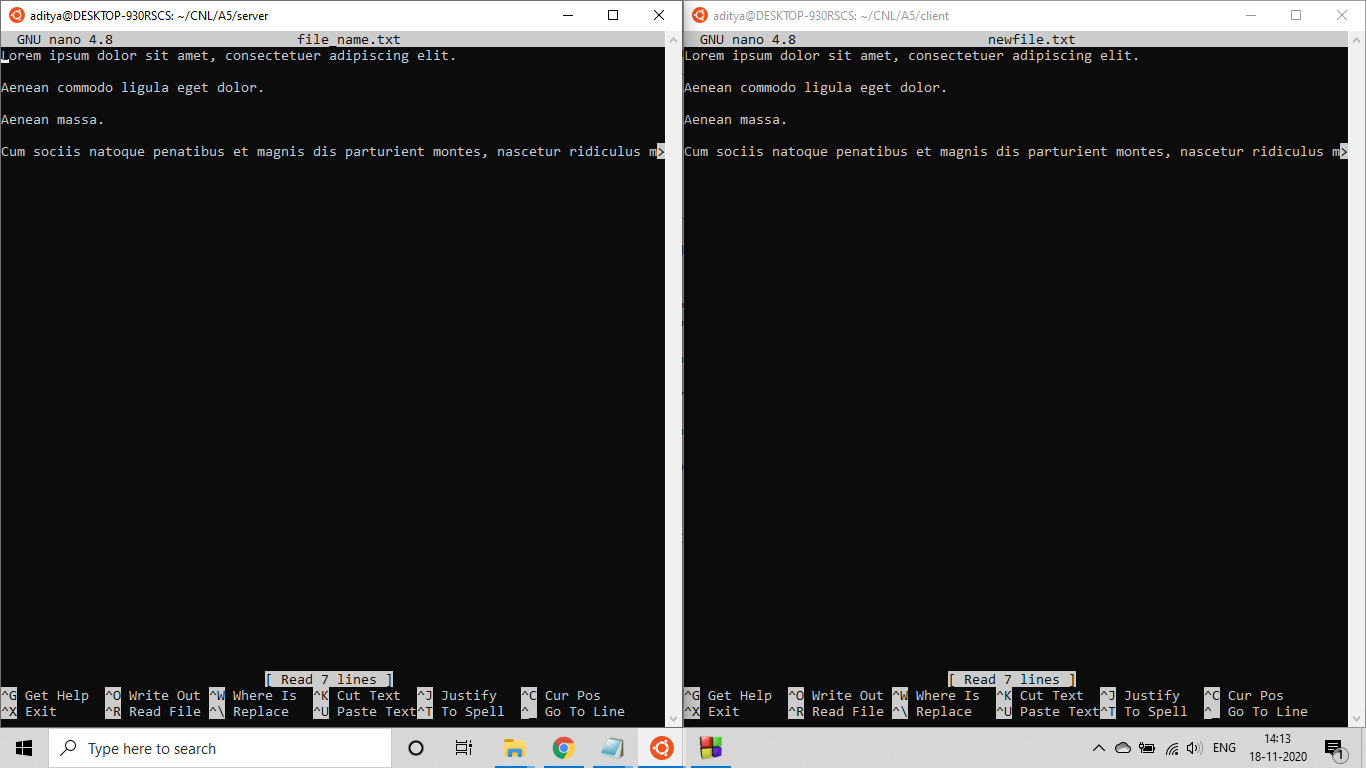 aditya@DESKTOP-930RSCS: ~/CNL/A5/server
GNU nano 4.8 file_name.txt
Lorem ipsum dolor sit amet, consectetuer adipiscing elit.
Aenean commodo ligula eget dolor.
Aenean massa.
Cum sociis natoque penatibus et magnis dis parturient montes, nascetur ridiculus m>
[ Read 7 lines ]
^G Get Help ^O Write Out ^W Where Is ^K Cut Text ^J Justify ^C Cur Pos
^X Exit ^R Read File ^\ Replace ^U Paste Text^T To Spell ^_ Go To Line
aditya@DESKTOP-930RSCS: ~/CNL/A5/client
GNU nano 4.8 newfile.txt
Lorem ipsum dolor sit amet, consectetuer adipiscing elit.
Aenean commodo ligula eget dolor.
Aenean massa.
Cum sociis natoque penatibus et magnis dis parturient montes, nascetur ridiculus m>
[ Read 7 lines ]
^G Get Help ^O Write Out ^W Where Is ^K Cut Text ^J Justify ^C Cur Pos
^X Exit ^R Read File ^\ Replace ^U Paste Text^T To Spell ^_ Go To Line
Type here to search
ENG
14:13
18-11-2020
1